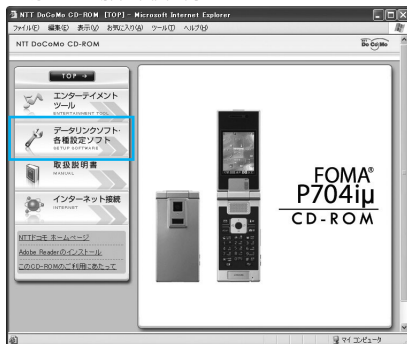 NTT DoCoMo CD-ROM [TOP] - Microsoft Internet Explorer
ファイル(F) 編集(E) 表示(V) お気に入り(A) ツール(T) ヘルプ(H)
NTT DoCoMo CD-ROM
DoCoMo
TOP →
エンターテイメント
ツール
ENTERTAINMENT TOOL
データリンクソフト・
各種設定ソフト
SETUP SOFTWARE
取扱説明書
MANUAL
インターネット接続
INTERNET
NTTドコモ ホームページ
Adobe Readerのインストール
このCD-ROMのご利用にあたって
FOMA®
P704iμ
CD-ROM
マイ コンピュータ